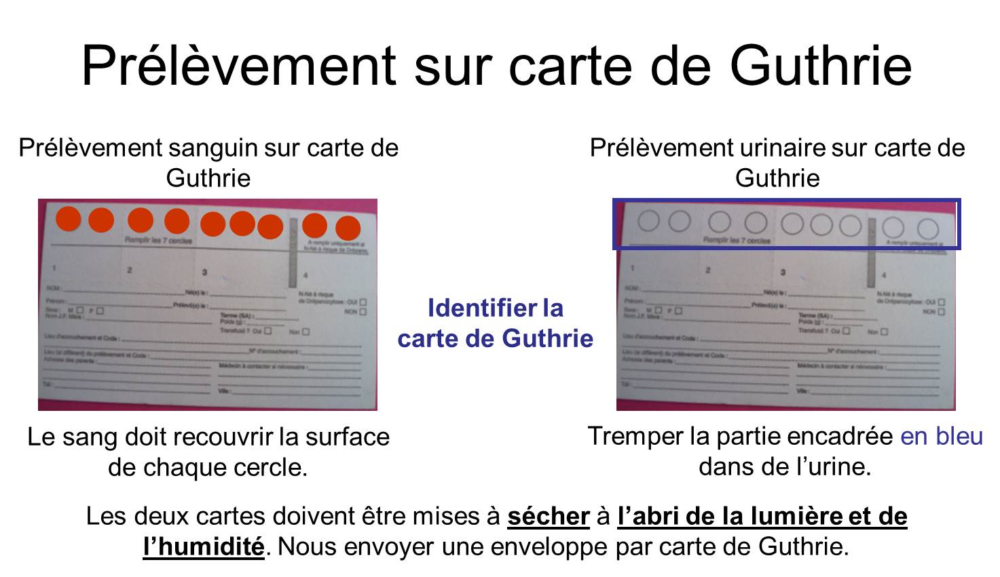 Prélèvement sur carte de Guthrie
Prélèvement sanguin sur carte de
Guthrie
Prélèvement urinaire sur carte de
Guthrie
Remplir les 7 cercles
A remplir uniquement si
N-Né à risque de Drépano.
1
2
3
4
NOM :
Né(e) le :
N-Né à risque
de Drépanocytose : OUI
Prénom :
Prélevé(e) le :
NON
Sexe : M F
Nom J.F. Mère :
Terme (SA) :
Poids (g) :
Transfusé ? Oui Non
Lieu d'accouchement et Code :
Lieu (si différent) du prélèvement et Code :
N° d'accouchement :
Adresse des parents :
Médecin à contacter si nécessaire :
Tél :
Ville :
Remplir les 7 cercles
A remplir uniquement si
1
2
3
4
NOM :
Né(e) le :
N-Né à risque
de Drépanocytose : OUI
Prénom :
Prélevé(e) le :
NON
Sexe : M F
Nom J.F. Mère :
Terme (SA) :
Poids (g) :
Transfusé ? Oui Non
Lieu d'accouchement et Code :
Lieu (si différent) du prélèvement et Code :
N° d'accouchement :
Adresse des parents :
Médecin à contacter si nécessaire :
Tél :
Ville :
Identifier la
carte de Guthrie
Le sang doit recouvrir la surface
de chaque cercle.
Tremper la partie encadrée en bleu
dans de l’urine.
Les deux cartes doivent être mises à sécher à l’abri de la lumière et de
l’humidité. Nous envoyer une enveloppe par carte de Guthrie.